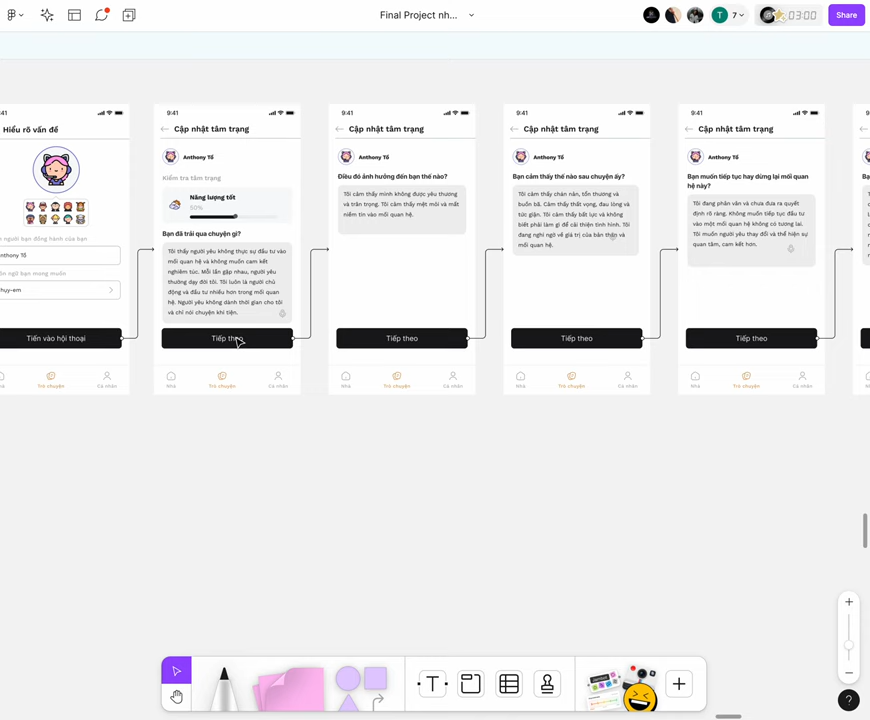 Final Project nh...
T
7
03:00
Share
:41
Hiểu rõ vấn đề
n người bạn đồng hành của bạn
nthony Tố
ôn ngữ bạn mong muốn
huy-em
Tiến vào hội thoại
Trò chuyện
Cá nhân
9:41
Cập nhật tâm trạng
Anthony Tố
Kiểm tra tâm trạng
Năng lượng tốt
50%
Bạn đã trải qua chuyện gì?
Tôi thấy người yêu không thực sự đầu tư vào
mối quan hệ và không muốn cam kết
nghiêm túc. Mỗi lần gặp nhau, người yêu
thường dạy đời tôi. Tôi luôn là người chủ
động và đầu tư nhiều hơn trong mối quan
hệ. Người yêu không dành thời gian cho tôi
và chỉ nói chuyện khi tiện.
Tiếp theo
Nhà
Trò chuyện
Cá nhân
9:41
Cập nhật tâm trạng
Anthony Tố
Điều đó ảnh hưởng đến bạn thế nào?
Tôi cảm thấy mình không được yêu thương
và trân trọng. Tôi cảm thấy mệt mỏi và mất
niềm tin vào mối quan hệ.
Tiếp theo
Nhà
Trò chuyện
Cá nhân
9:41
Cập nhật tâm trạng
Anthony Tố
Bạn cảm thấy thế nào sau chuyện ấy?
Tôi cảm thấy chán nản, tổn thương và
buồn bã. Cảm thấy thất vọng, đau lòng và
tức giận. Tôi cảm thấy bất lực và không
biết phải làm gì để cải thiện tình hình. Tôi
đang nghi ngờ về giá trị của bản thân và
mối quan hệ.
Tiếp theo
Nhà
Trò chuyện
Cá nhân
9:41
Cập nhật tâm trạng
Anthony Tố
Bạn muốn tiếp tục hay dừng lại mối quan
hệ này?
Tôi đang phân vân và chưa đưa ra quyết
định rõ ràng. Không muốn tiếp tục đầu tư
vào một mối quan hệ không có tương lai.
Tôi muốn người yêu thay đổi và thể hiện sự
quan tâm, cam kết hơn.
Tiếp theo
Nhà
Trò chuyện
Cá nhân
T
?